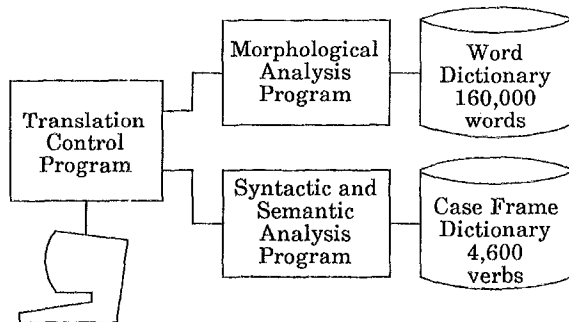 Translation
Control
Program
Morphological
Analysis
Program
Word
Dictionary
160,000
words
Syntactic and
Semantic
Analysis
Program
Case Frame
Dictionary
4,600
verbs